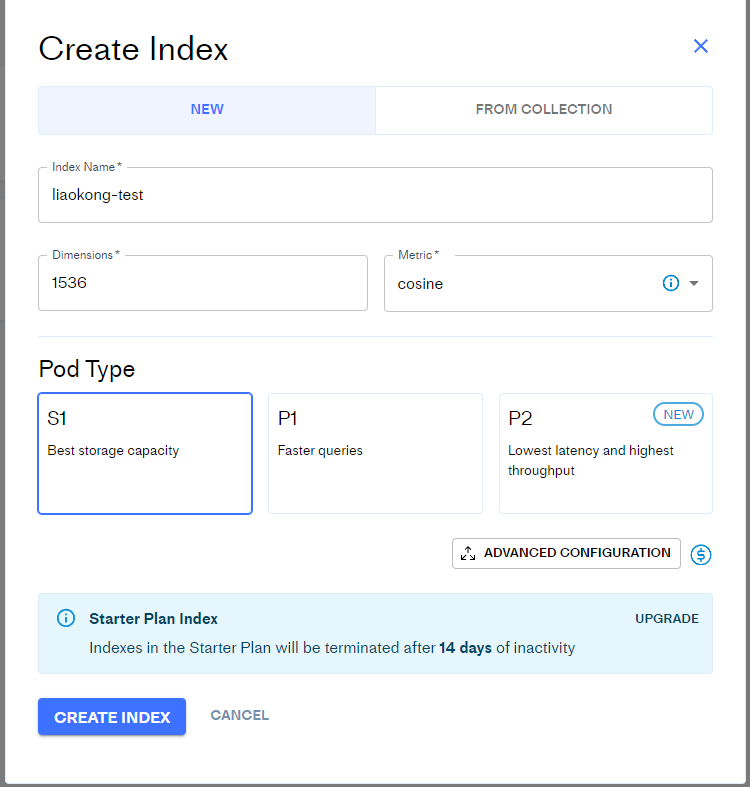 Create Index
NEW
FROM COLLECTION
Index Name*
liaokong-test
Dimensions*
1536
Metric*
cosine
Pod Type
S1
Best storage capacity
P1
Faster queries
P2
NEW
Lowest latency and highest
throughput
ADVANCED CONFIGURATION
Starter Plan Index
UPGRADE
Indexes in the Starter Plan will be terminated after 14 days of inactivity
CREATE INDEX
CANCEL